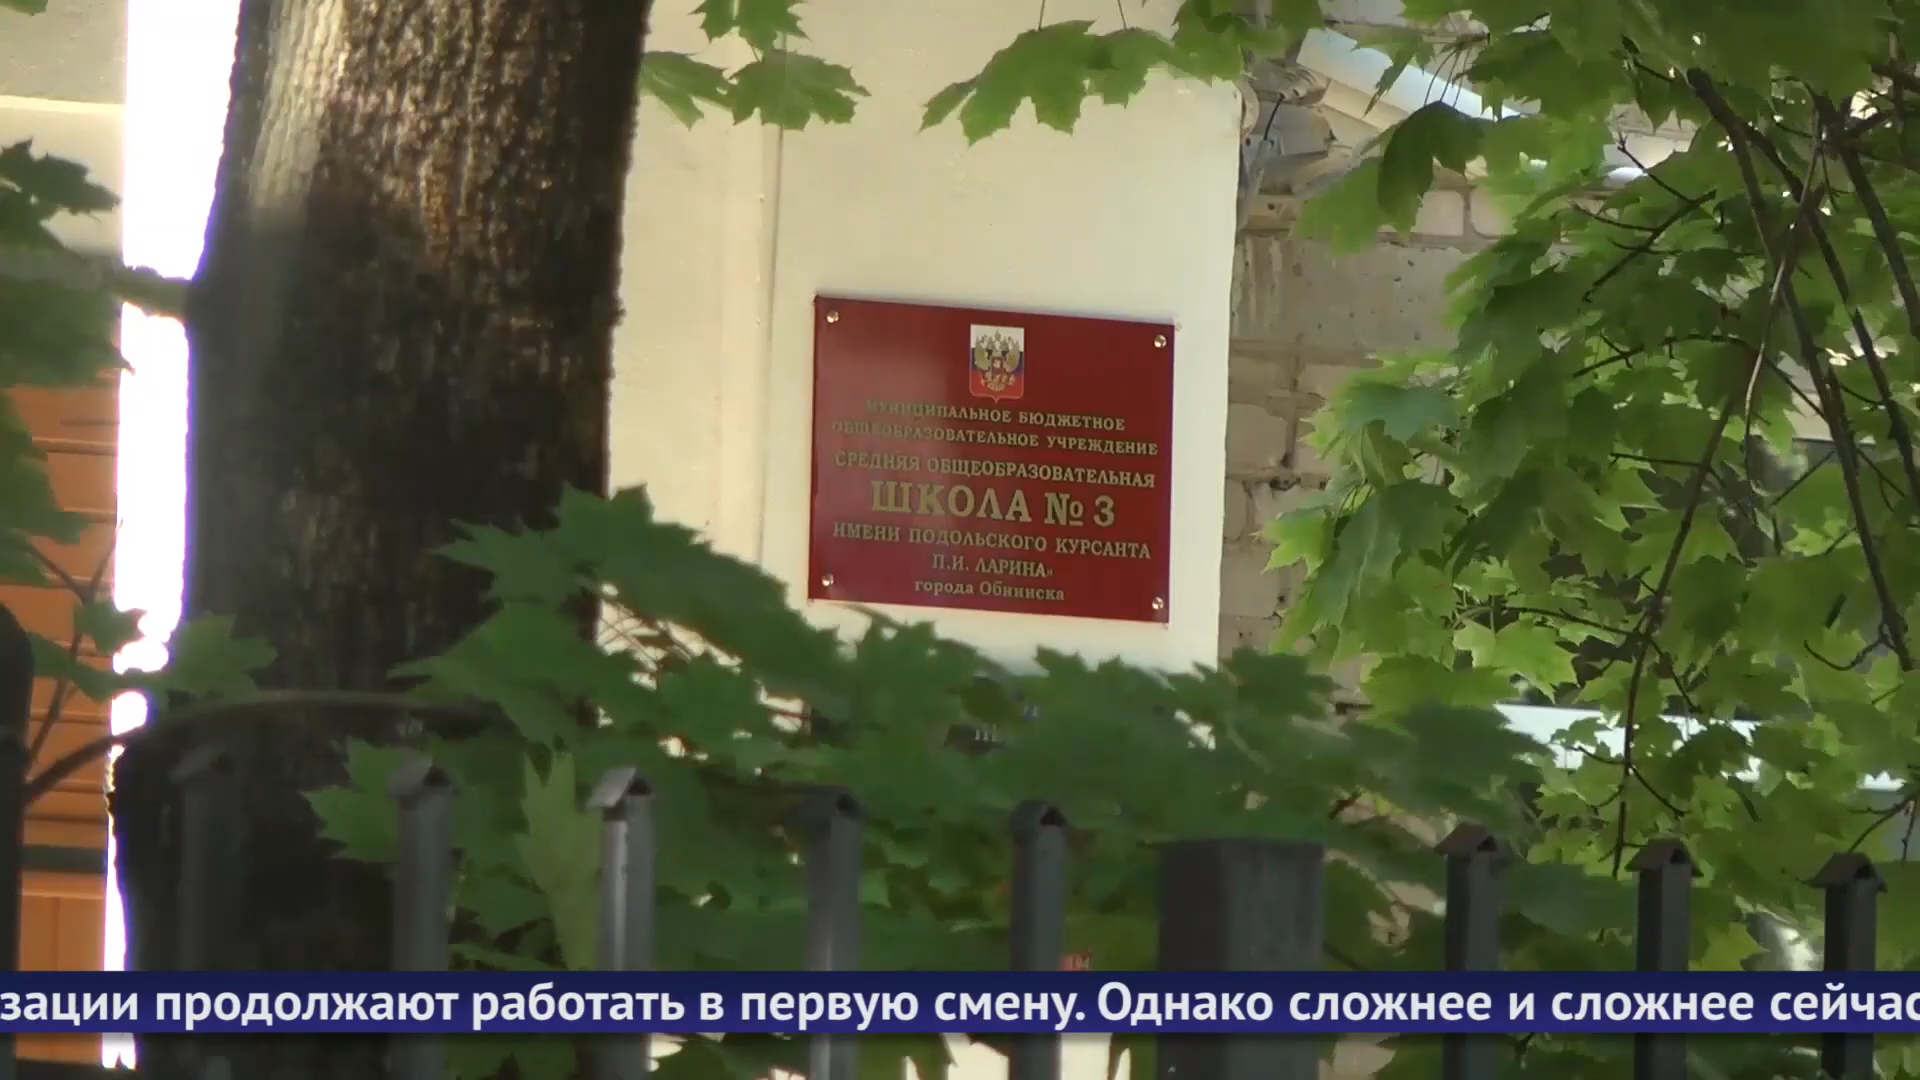 МУНИЦИПАЛЬНОЕ БЮДЖЕТНОЕ
ОБЩЕОБРАЗОВАТЕЛЬНОЕ УЧРЕЖДЕНИЕ
СРЕДНЯЯ ОБЩЕОБРАЗОВАТЕЛЬНАЯ
ШКОЛА № 3
ИМЕНИ ПОДОЛЬСКОГО КУРСАНТА
П.И. ЛАРИНА»
города Обнинска
зации продолжают работать в первую смену. Однако сложнее и сложнее сейчас